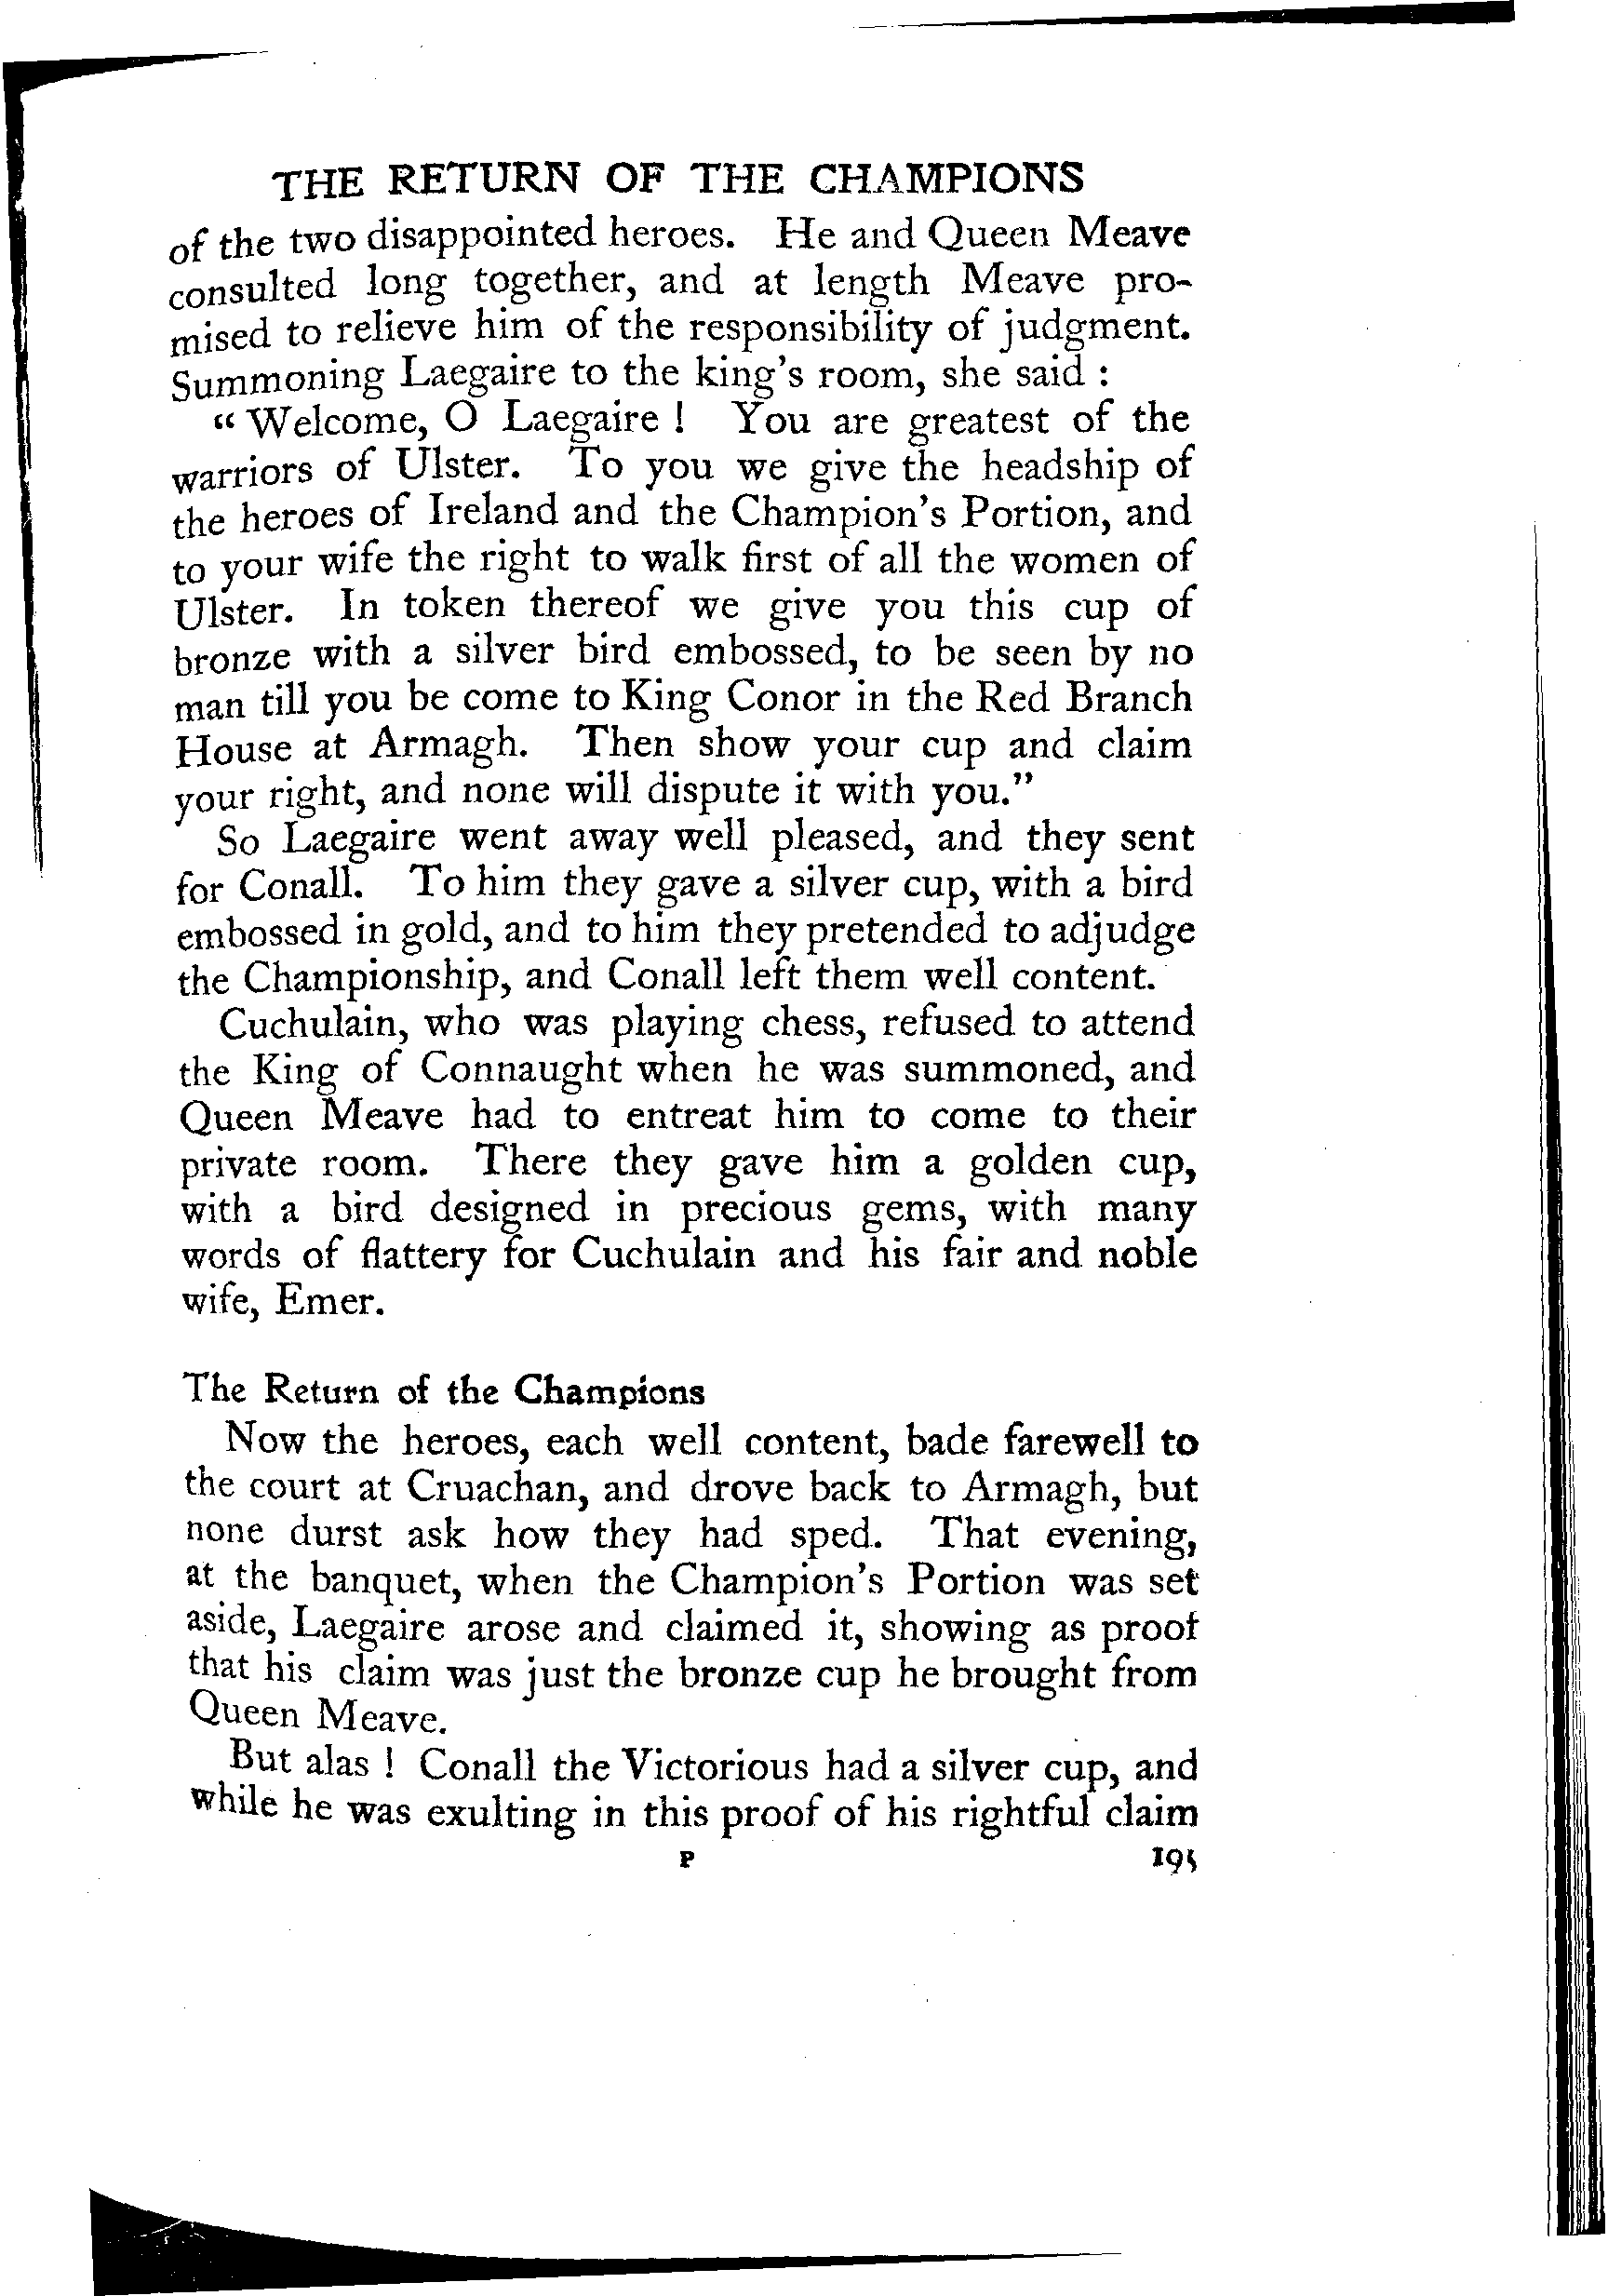 THE RETURN OF THE CHAMPIONS
of the two disappointed heroes. He and Queen Meave
consulted long together, and at length Meave pro-
mised to relieve him of the responsibility of judgment.
Summoning Laegaire to the king's room, she said :
“ Welcome, O Laegaire ! You are greatest of the
warriors of Ulster. To you we give the headship of
the heroes of Ireland and the Champion's Portion, and
to your wife the right to walk first of all the women of
Ulster. In token thereof we give you this cup of
bronze with a silver bird embossed, to be seen by no
man till you be come to King Conor in the Red Branch
House at Armagh. Then show your cup and claim
your right, and none will dispute it with you.”
So Laegaire went away well pleased, and they sent
for Conall. To him they gave a silver cup, with a bird
embossed in gold, and to him they pretended to adjudge
the Championship, and Conall left them well content.
Cuchulain, who was playing chess, refused to attend
the King of Connaught when he was summoned, and
Queen Meave had to entreat him to come to their
private room. There they gave him a golden cup,
with a bird designed in precious gems, with many
words of flattery for Cuchulain and his fair and noble
wife, Emer.
The Return of the Champions
Now the heroes, each well content, bade farewell to
the court at Cruachan, and drove back to Armagh, but
none durst ask how they had sped. That evening,
at the banquet, when the Champion's Portion was set
aside, Laegaire arose and claimed it, showing as proof
that his claim was just the bronze cup he brought from
Queen Meave.
But alas ! Conall the Victorious had a silver cup, and
while he was exulting in this proof of his rightful claim
P 195